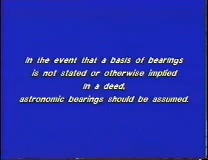 In the event that a basis of bearings
is not stated or otherwise implied
in a deed,
astronomic bearings should be assumed.